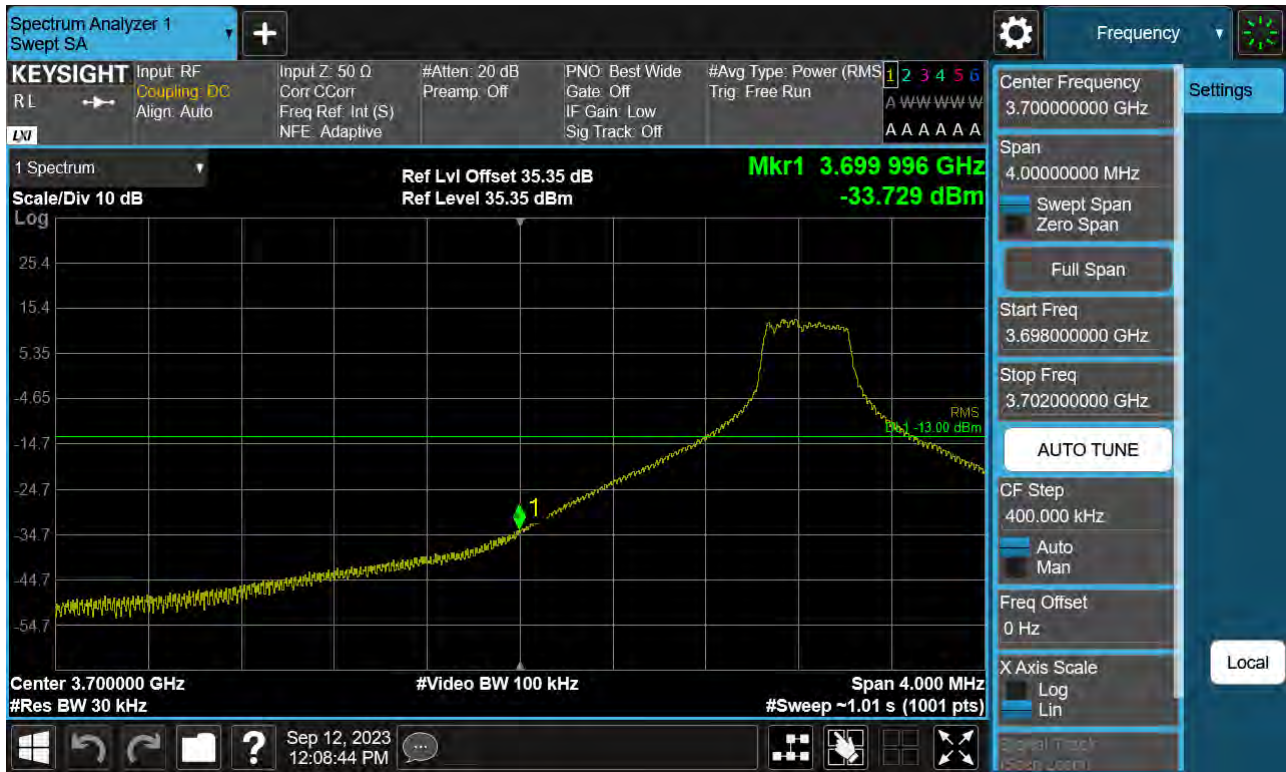 Spectrum Analyzer 1
Swept SA
+
Frequency
KEYSIGHT
RL
LXI
Input: RF
Coupling: DC
Align: Auto
Input Z: 50 Ω
Corr CCorr
Freq Ref: Int (S)
NFE: Adaptive
#Atten: 20 dB
Preamp: Off
PNO: Best Wide
Gate: Off
IF Gain: Low
Sig Track: Off
#Avg Type: Power (RMS
Trig: Free Run
1 2 3 4 5 6
A W W W W W
A A A A A A
1 Spectrum
Scale/Div 10 dB
Log
Ref Lvl Offset 35.35 dB
Ref Level 35.35 dBm
Mkr1 3.699 996 GHz
-33.729 dBm
25.4
15.4
5.35
-4.65
-14.7
-24.7
-34.7
-44.7
-54.7
RMS
-13.00 dBm
1
Center 3.700000 GHz
#Res BW 30 kHz
#Video BW 100 kHz
Span 4.000 MHz
#Sweep ~1.01 s (1001 pts)
Center Frequency
3.700000000 GHz
Span
4.00000000 MHz
Swept Span
Zero Span
Full Span
Start Freq
3.698000000 GHz
Stop Freq
3.702000000 GHz
AUTO TUNE
CF Step
400.000 kHz
Auto
Man
Freq Offset
0 Hz
X Axis Scale
Log
Lin
Signal Track
(Span Zoom)
Settings
Local
?
Sep 12, 2023
12:08:44 PM